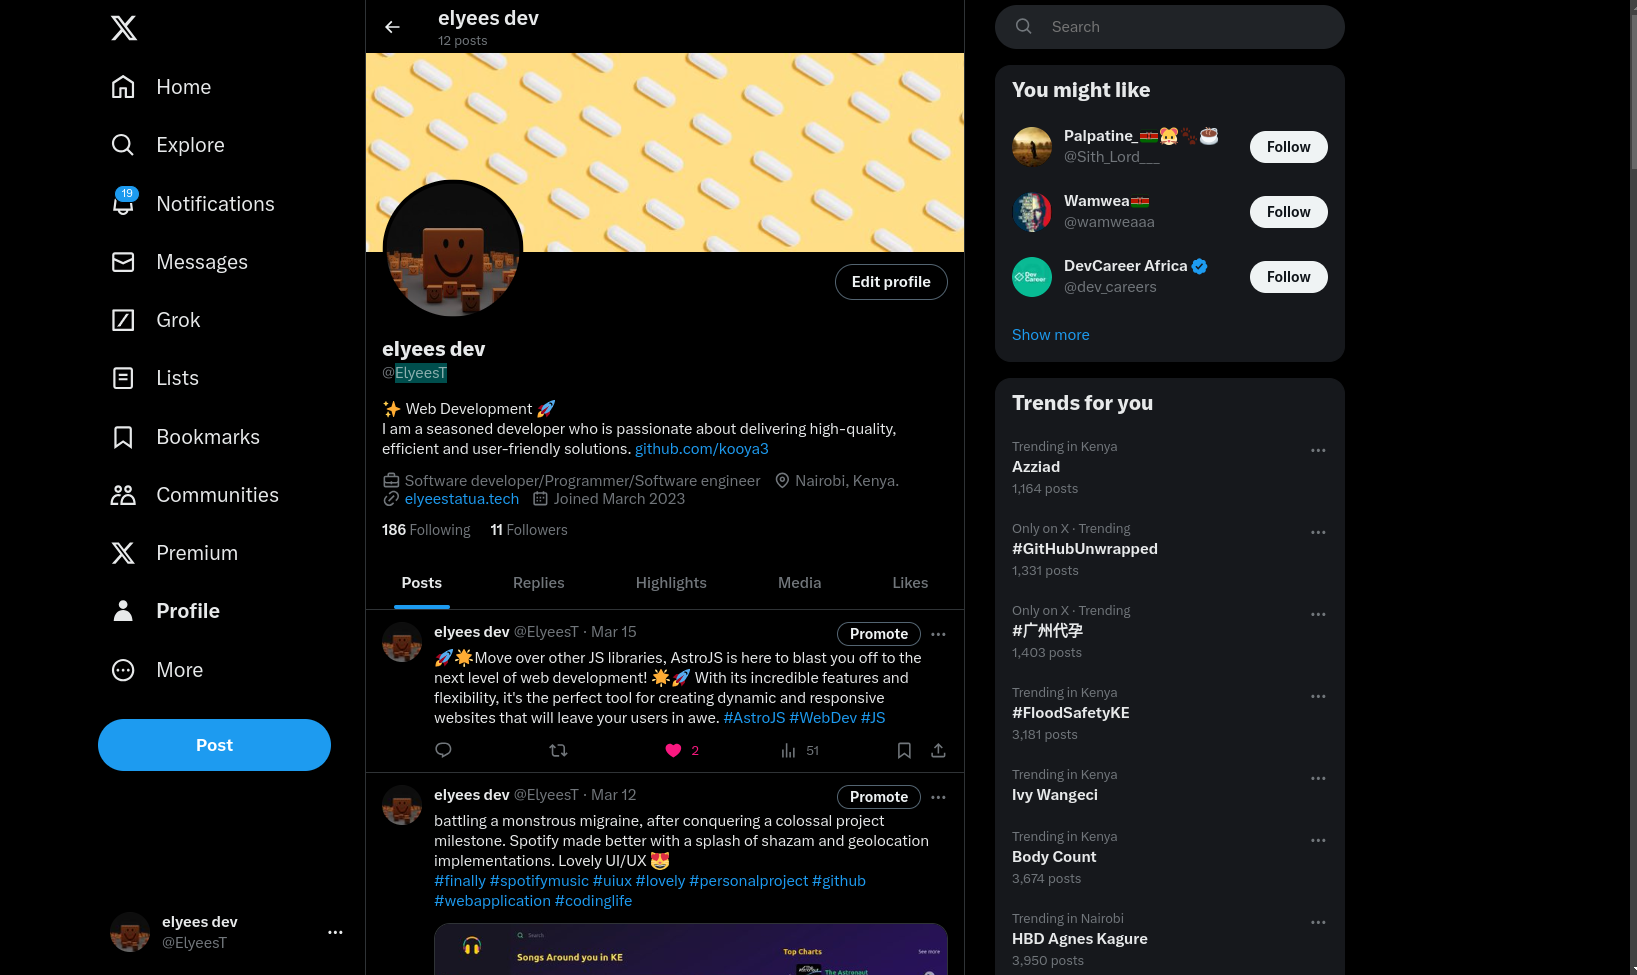 Home
Explore
19
Notifications
Messages
Grok
Lists
Bookmarks
Communities
Premium
Profile
More
Post
elyees dev
@ElyeesT
elyees dev
12 posts
Edit profile
elyees dev
@ElyeesT
✨ Web Development 🚀
I am a seasoned developer who is passionate about delivering high-quality,
efficient and user-friendly solutions. github.com/kooya3
Software developer/Programmer/Software engineer Nairobi, Kenya.
elyeestatua.tech Joined March 2023
186 Following 11 Followers
Posts Replies Highlights Media Likes
elyees dev @ElyeesT · Mar 15 Promote
🚀🌟Move over other JS libraries, AstroJS is here to blast you off to the
next level of web development! 🌟🚀 With its incredible features and
flexibility, it's the perfect tool for creating dynamic and responsive
websites that will leave your users in awe. #AstroJS #WebDev #JS
2 51
elyees dev @ElyeesT · Mar 12 Promote
battling a monstrous migraine, after conquering a colossal project
milestone. Spotify made better with a splash of shazam and geolocation
implementations. Lovely UI/UX 😻
#finally #spotifymusic #uiux #lovely #personalproject #github
#webapplication #codinglife
Search
Songs Around you in KE
Top Charts See more
The Astronaut
Search
You might like
Palpatine_🇰🇪🐹🐾☕
@Sith_Lord___
Follow
Wamwea🇰🇪
@wamweaaa
Follow
DevCareer Africa
@dev_careers
Follow
Dev
Career
Show more
Trends for you
Trending in Kenya
Azziad
1,164 posts
Only on X · Trending
#GitHubUnwrapped
1,331 posts
Only on X · Trending
#广州代孕
1,403 posts
Trending in Kenya
#FloodSafetyKE
3,181 posts
Trending in Kenya
Ivy Wangeci
Trending in Kenya
Body Count
3,674 posts
Trending in Nairobi
HBD Agnes Kagure
3,950 posts